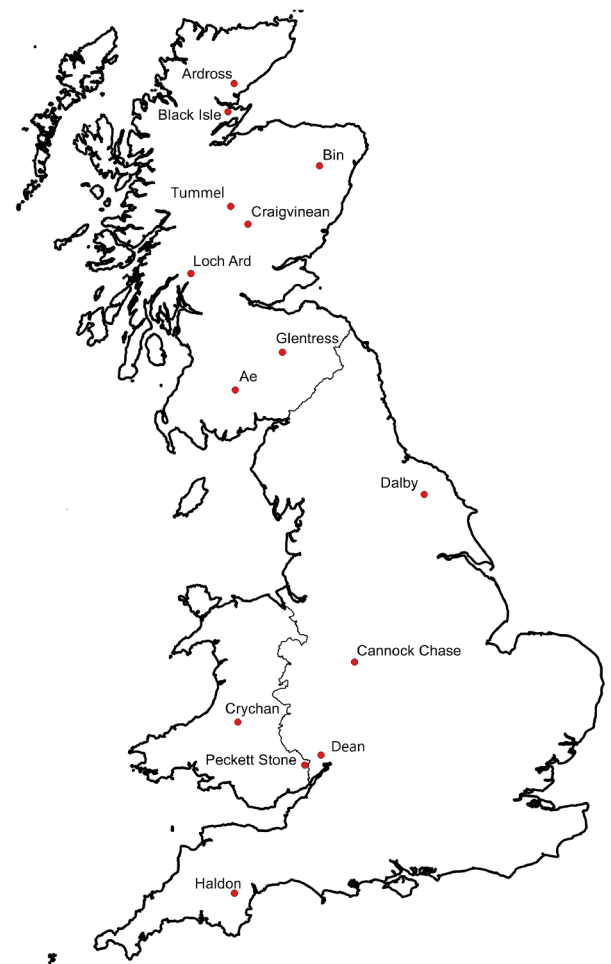 Ardross
Black Isle
Bin
Tummel
Craigvinean
Loch Ard
Glentress
Ae
Dalby
Cannock Chase
Crychan
Dean
Peckett Stone
Haldon